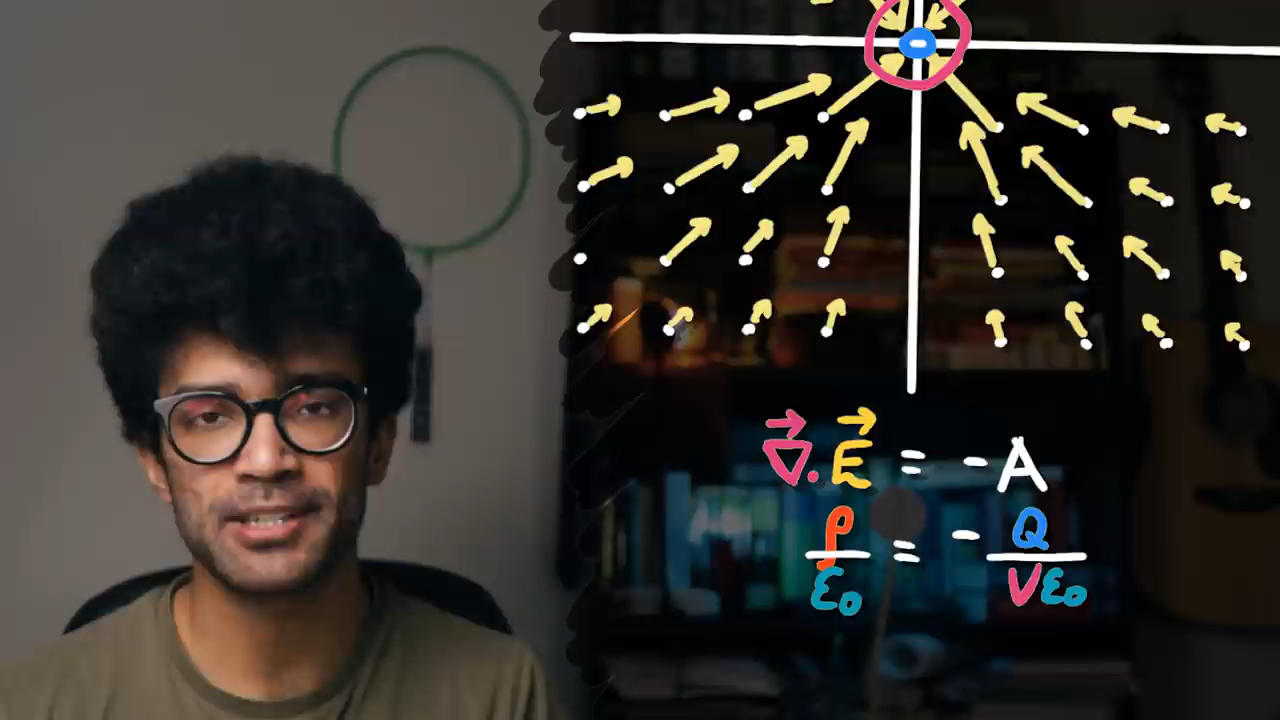 -
∇⃗.E⃗ = -A
ρ/ε₀ = -Q/Vε₀